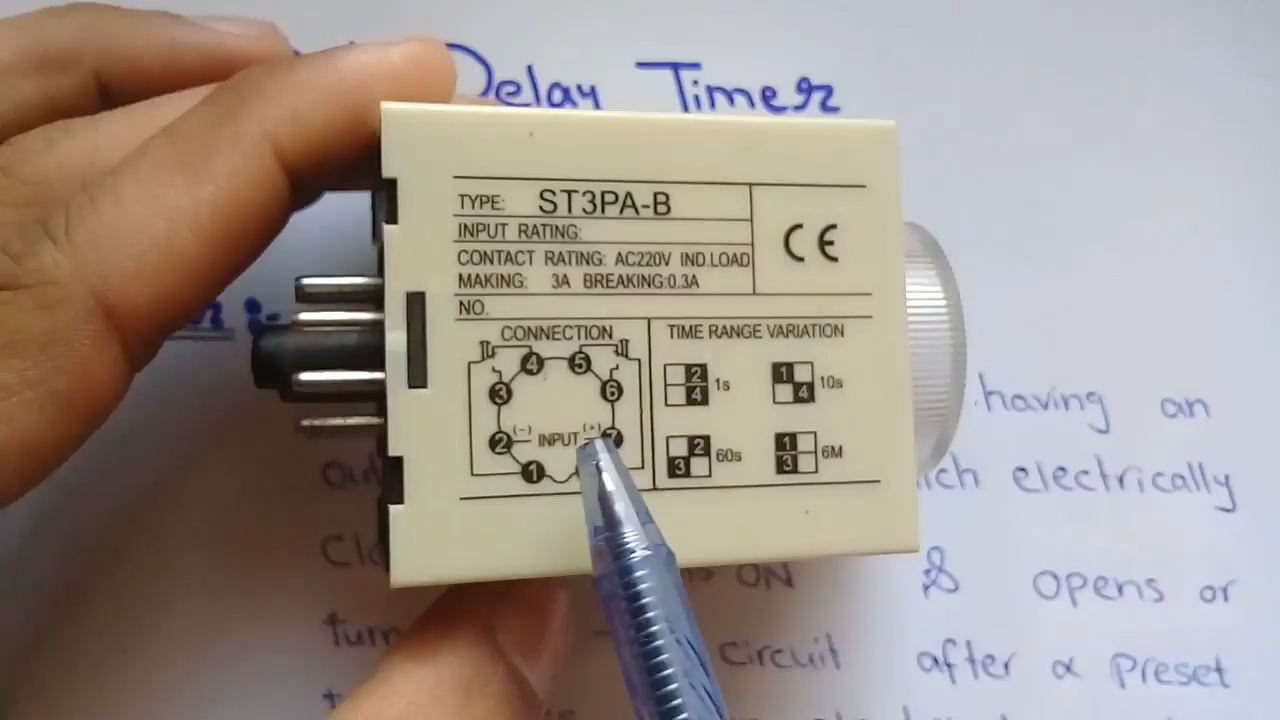 Delay Timer
TYPE: ST3PA-B
INPUT RATING:
CONTACT RATING: AC220V IND.LOAD
MAKING: 3A BREAKING:0.3A
CE
NO.
CONNECTION
4 5
3 6
2 (-) INPUT (+) 7
1
TIME RANGE VARIATION
2 4 1s
1 4 10s
2 3 60s
1 3 6M
having an
electrically
ON & opens or
circuit after a preset